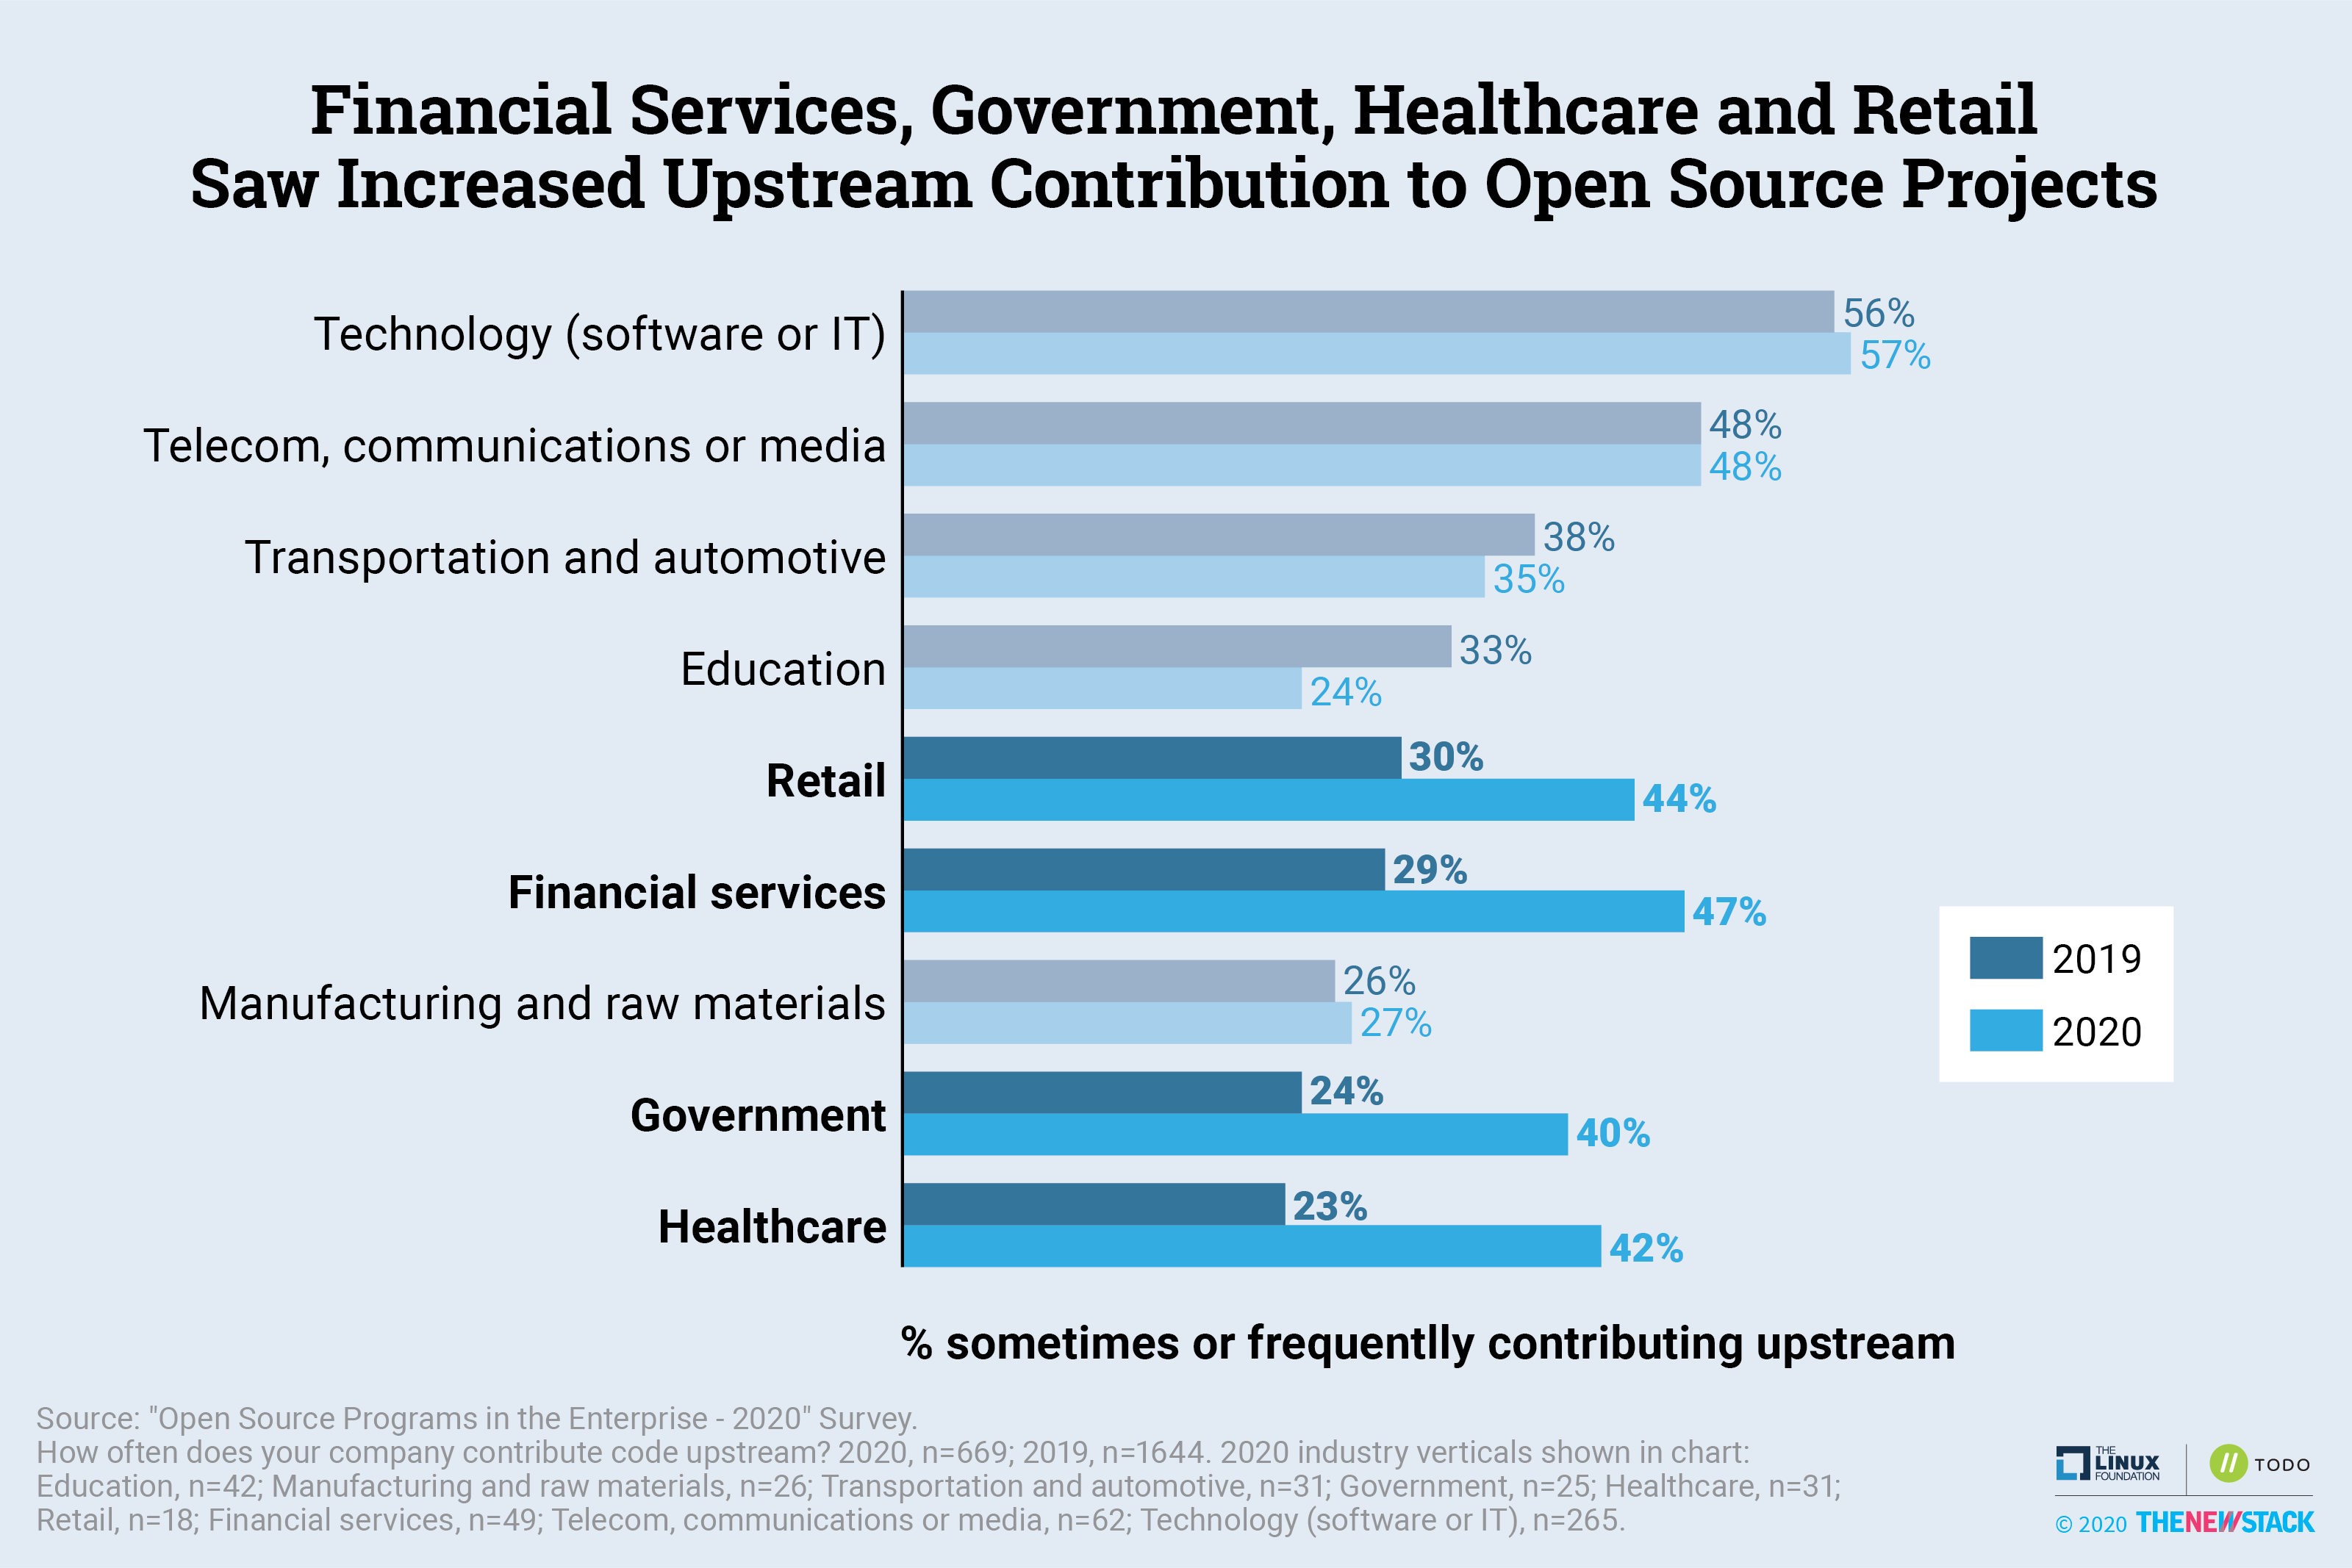 Financial Services, Government, Healthcare and Retail
Saw Increased Upstream Contribution to Open Source Projects
Technology (software or IT)
56%
57%
Telecom, communications or media
48%
48%
Transportation and automotive
38%
35%
Education
33%
24%
Retail
30%
44%
Financial services
29%
47%
Manufacturing and raw materials
26%
27%
Government
24%
40%
Healthcare
23%
42%
2019
2020
% sometimes or frequentlly contributing upstream
Source: "Open Source Programs in the Enterprise - 2020" Survey.
How often does your company contribute code upstream? 2020, n=669; 2019, n=1644. 2020 industry verticals shown in chart:
Education, n=42; Manufacturing and raw materials, n=26; Transportation and automotive, n=31; Government, n=25; Healthcare, n=31;
Retail, n=18; Financial services, n=49; Telecom, communications or media, n=62; Technology (software or IT), n=265.
THE
LINUX
FOUNDATION
TODO
© 2020 THENEWSTACK